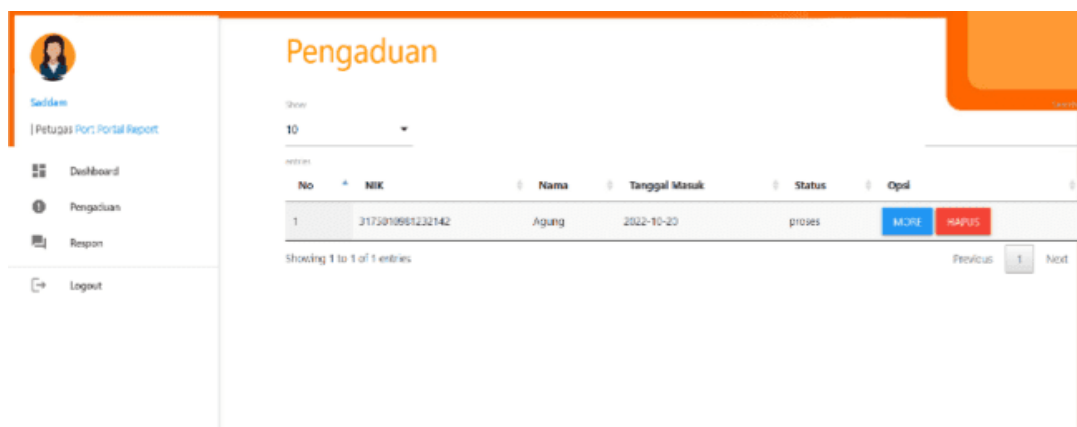 Pengaduan
Saddam
| Petugas Port Portal Report
Dashboard
Pengaduan
Respon
Logout
Show
10
entries
Search
No NIK Nama Tanggal Masuk Status Opsi
1 3175010981232142 Agung 2022-10-20 proses MORE HAPUS
Showing 1 to 1 of 1 entries
Previous 1 Next